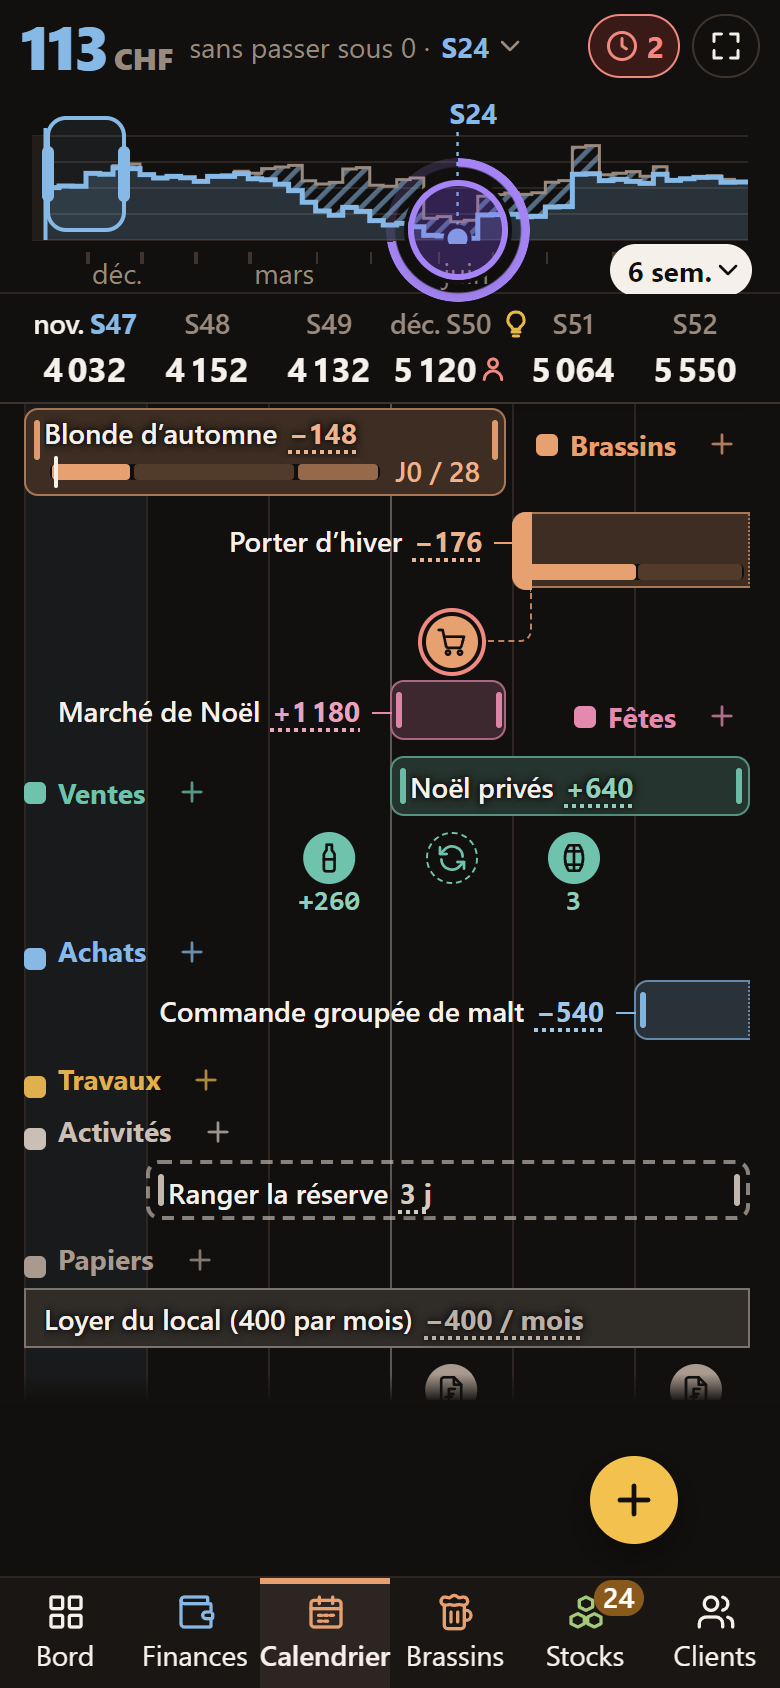 113 CHF sans passer sous 0 · S24
2
S24
déc. mars juin
6 sem.
nov. S47 S48 S49 déc. S50 S51 S52
4 032 4 152 4 132 5 120 5 064 5 550
Blonde d’automne −148
J0 / 28
Brassins +
Porter d’hiver −176
Marché de Noël +1 180
Fêtes +
Ventes +
Noël privés +640
+260 3
Achats +
Commande groupée de malt −540
Travaux +
Activités +
Ranger la réserve 3 j
Papiers +
Loyer du local (400 par mois) −400 / mois
+
24
Bord Finances Calendrier Brassins Stocks Clients